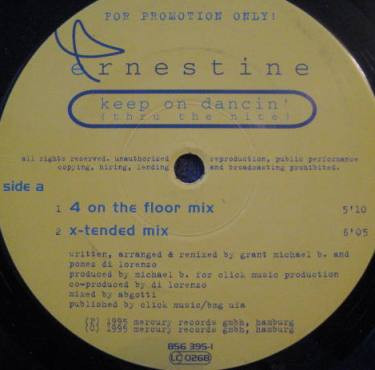 FOR PROMOTION ONLY!
ernestine
keep on dancin'
(thru the nite)
all rights reserved. unauthorized reproduction, public performance
copying, hiring, lending and broadcasting prohibited.
side a
1 4 on the floor mix 5'10
2 x-tended mix 6'05
written, arranged & remixed by grant michael b. and
pones di lorenzo
produced by michael b. for click music production
co-produced by di lorenzo
mixed by abgotti
published by click music/bmg ufa
(P) 1995 mercury records gmbh, hamburg
(C) 1995 mercury records gmbh, hamburg
856 395-1
LC 0268